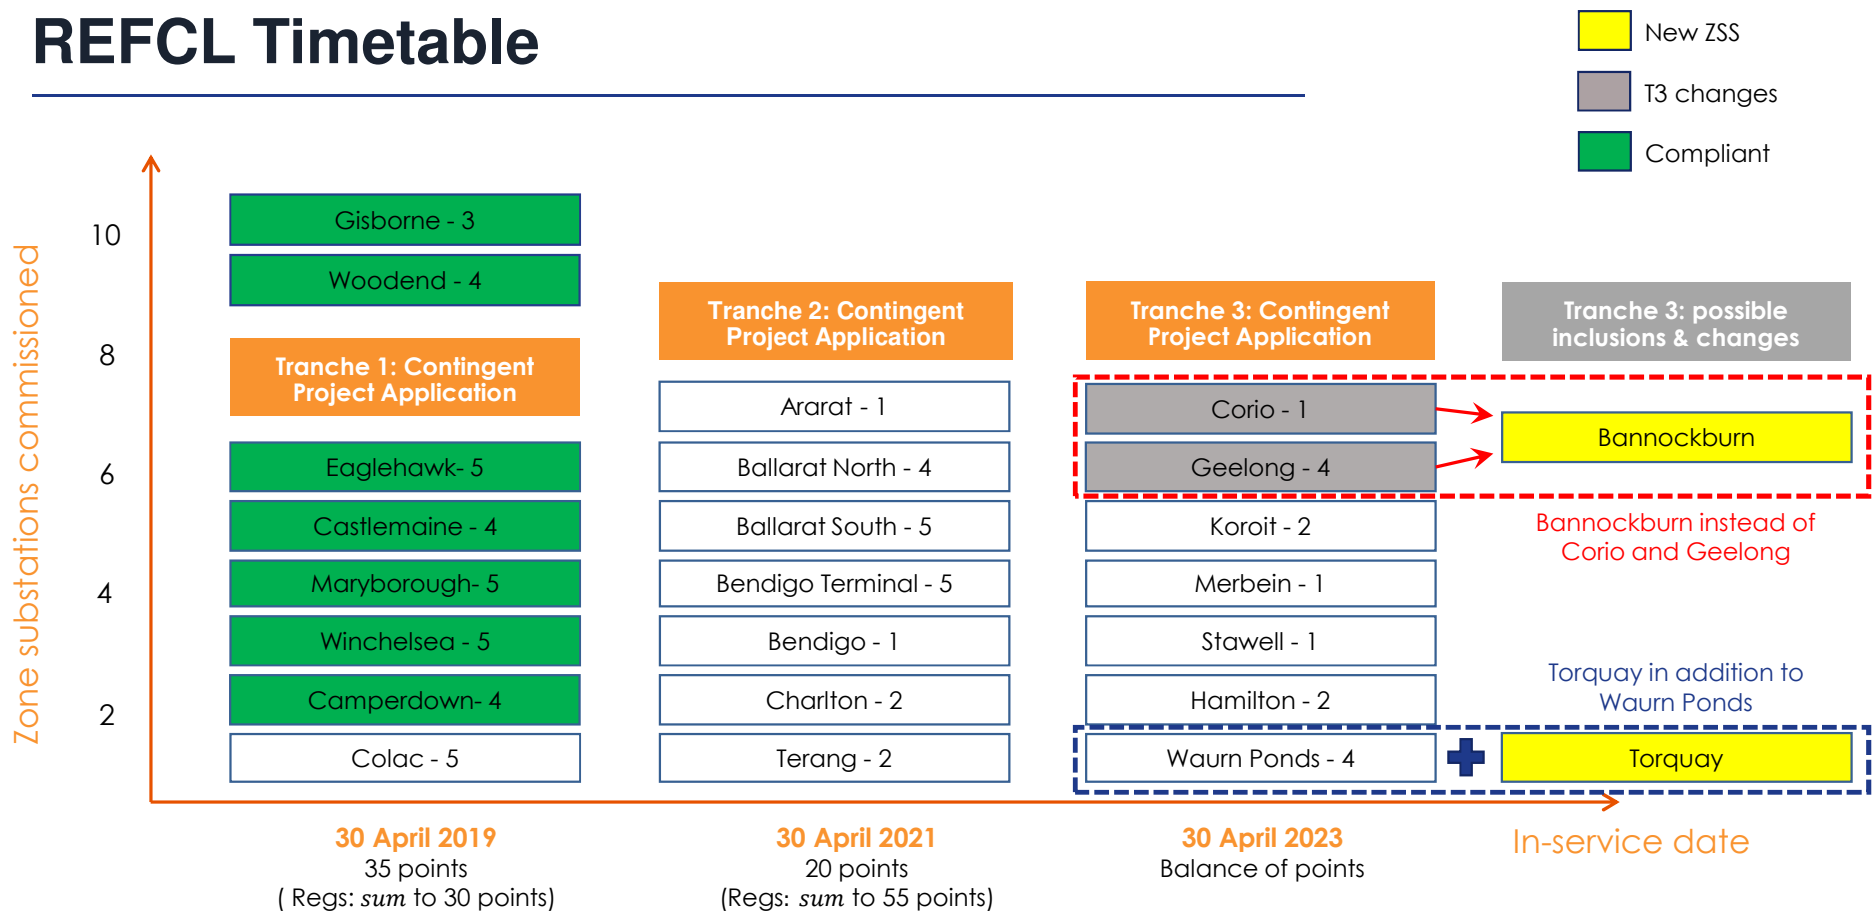 REFCL Timetable
New ZSS
T3 changes
Compliant
Zone substations commissioned
10
8
6
4
2
Gisborne - 3
Woodend - 4
Tranche 1: Contingent
Project Application
Eaglehawk- 5
Castlemaine - 4
Maryborough- 5
Winchelsea - 5
Camperdown- 4
Colac - 5
Tranche 2: Contingent
Project Application
Ararat - 1
Ballarat North - 4
Ballarat South - 5
Bendigo Terminal - 5
Bendigo - 1
Charlton - 2
Terang - 2
Tranche 3: Contingent
Project Application
Corio - 1
Geelong - 4
Koroit - 2
Merbein - 1
Stawell - 1
Hamilton - 2
Waurn Ponds - 4
Tranche 3: possible
inclusions & changes
Bannockburn
Bannockburn instead of
Corio and Geelong
Torquay in addition to
Waurn Ponds
Torquay
30 April 2019
35 points
( Regs: sum to 30 points)
30 April 2021
20 points
(Regs: sum to 55 points)
30 April 2023
Balance of points
In-service date